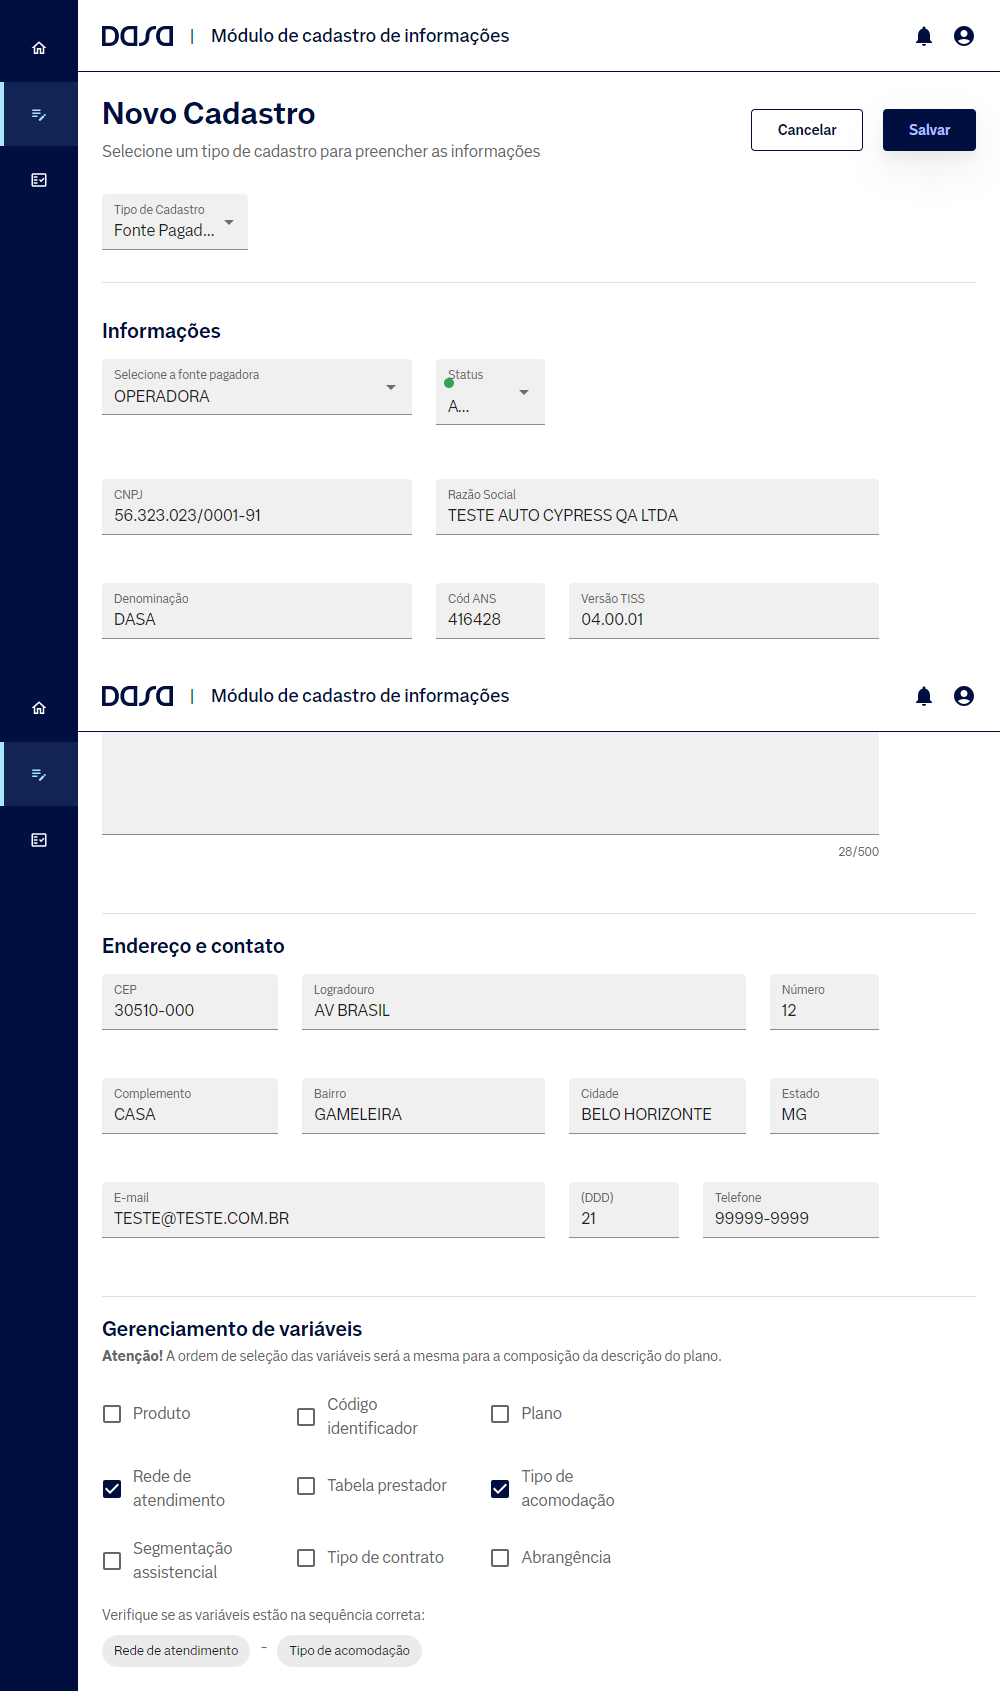 DASA | Módulo de cadastro de informações
Novo Cadastro
Cancelar
Salvar
Selecione um tipo de cadastro para preencher as informações
Tipo de Cadastro
Fonte Pagad...
Informações
Selecione a fonte pagadora
OPERADORA
Status
A...
CNPJ
56.323.023/0001-91
Razão Social
TESTE AUTO CYPRESS QA LTDA
Denominação
DASA
Cód ANS
416428
Versão TISS
04.00.01
DASA | Módulo de cadastro de informações
28/500
Endereço e contato
CEP
30510-000
Logradouro
AV BRASIL
Número
12
Complemento
CASA
Bairro
GAMELEIRA
Cidade
BELO HORIZONTE
Estado
MG
E-mail
TESTE@TESTE.COM.BR
(DDD)
21
Telefone
99999-9999
Gerenciamento de variáveis
Atenção! A ordem de seleção das variáveis será a mesma para a composição da descrição do plano.
Produto
Código
identificador
Plano
Rede de
atendimento
Tabela prestador
Tipo de
acomodação
Segmentação
assistencial
Tipo de contrato
Abrangência
Verifique se as variáveis estão na sequência correta:
Rede de atendimento - Tipo de acomodação